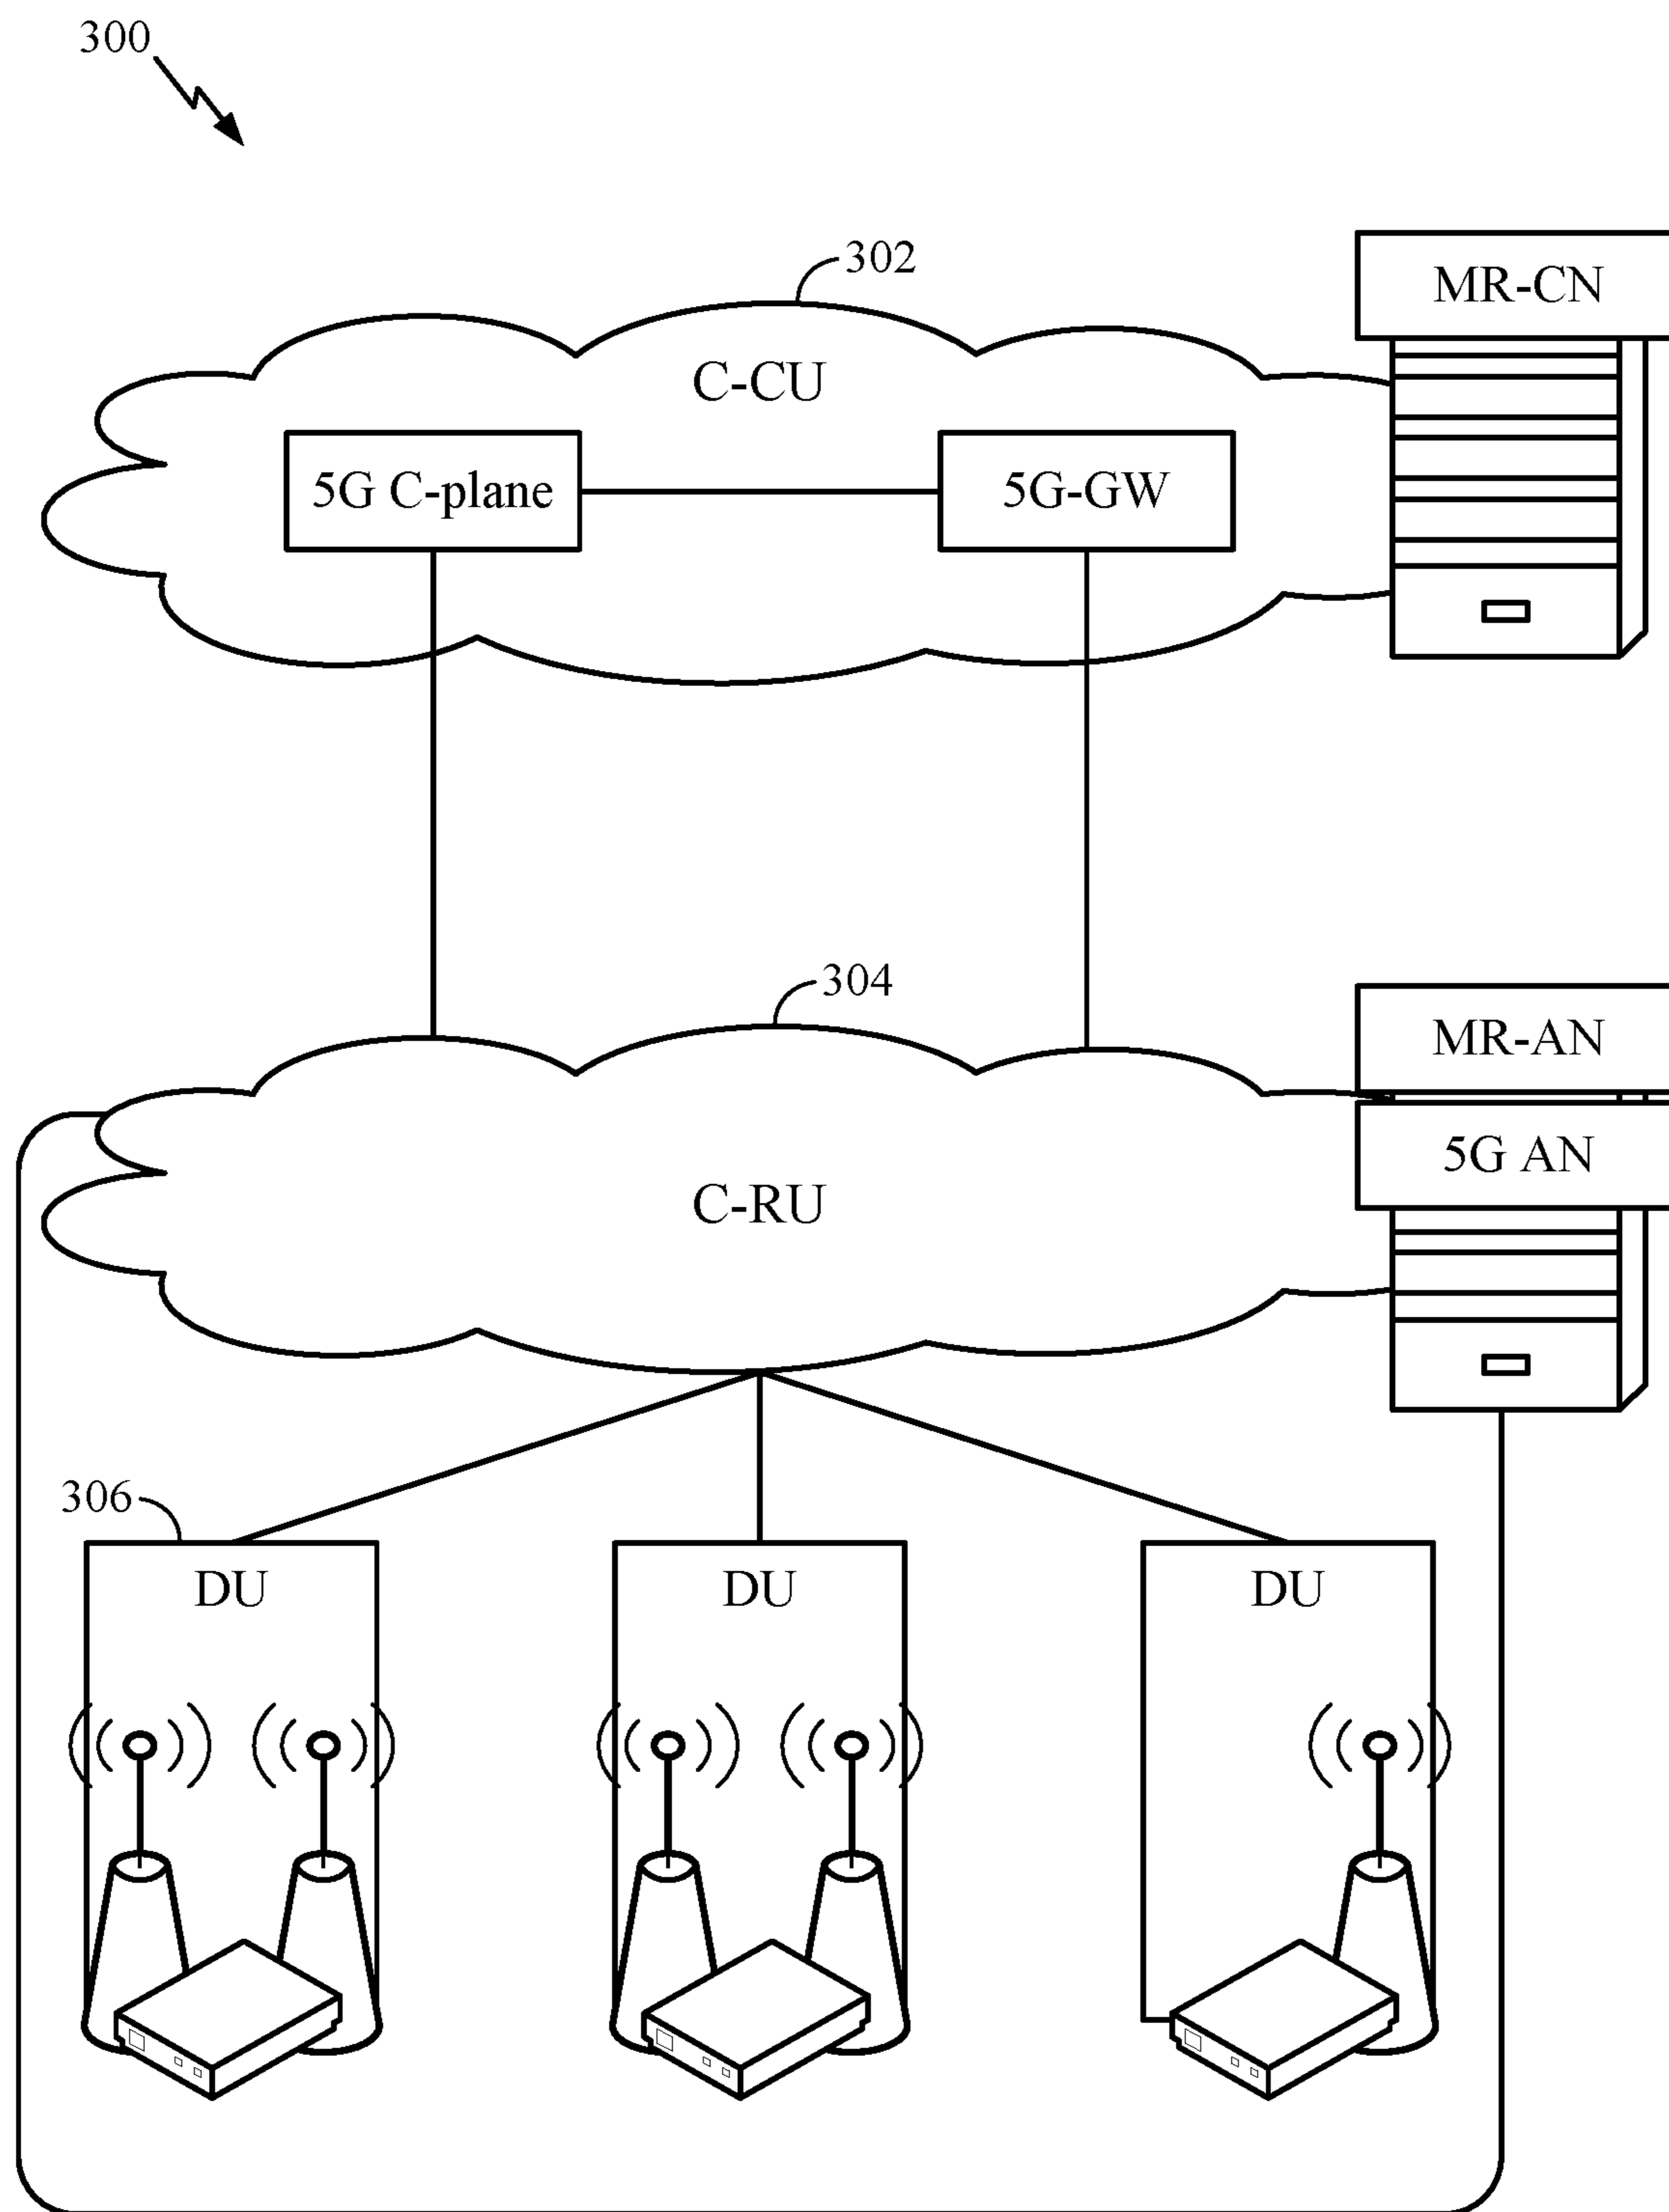 300
302
MR-CN
C-CU
5G C-plane
5G-GW
304
MR-AN
5G AN
C-RU
306
DU
DU
DU